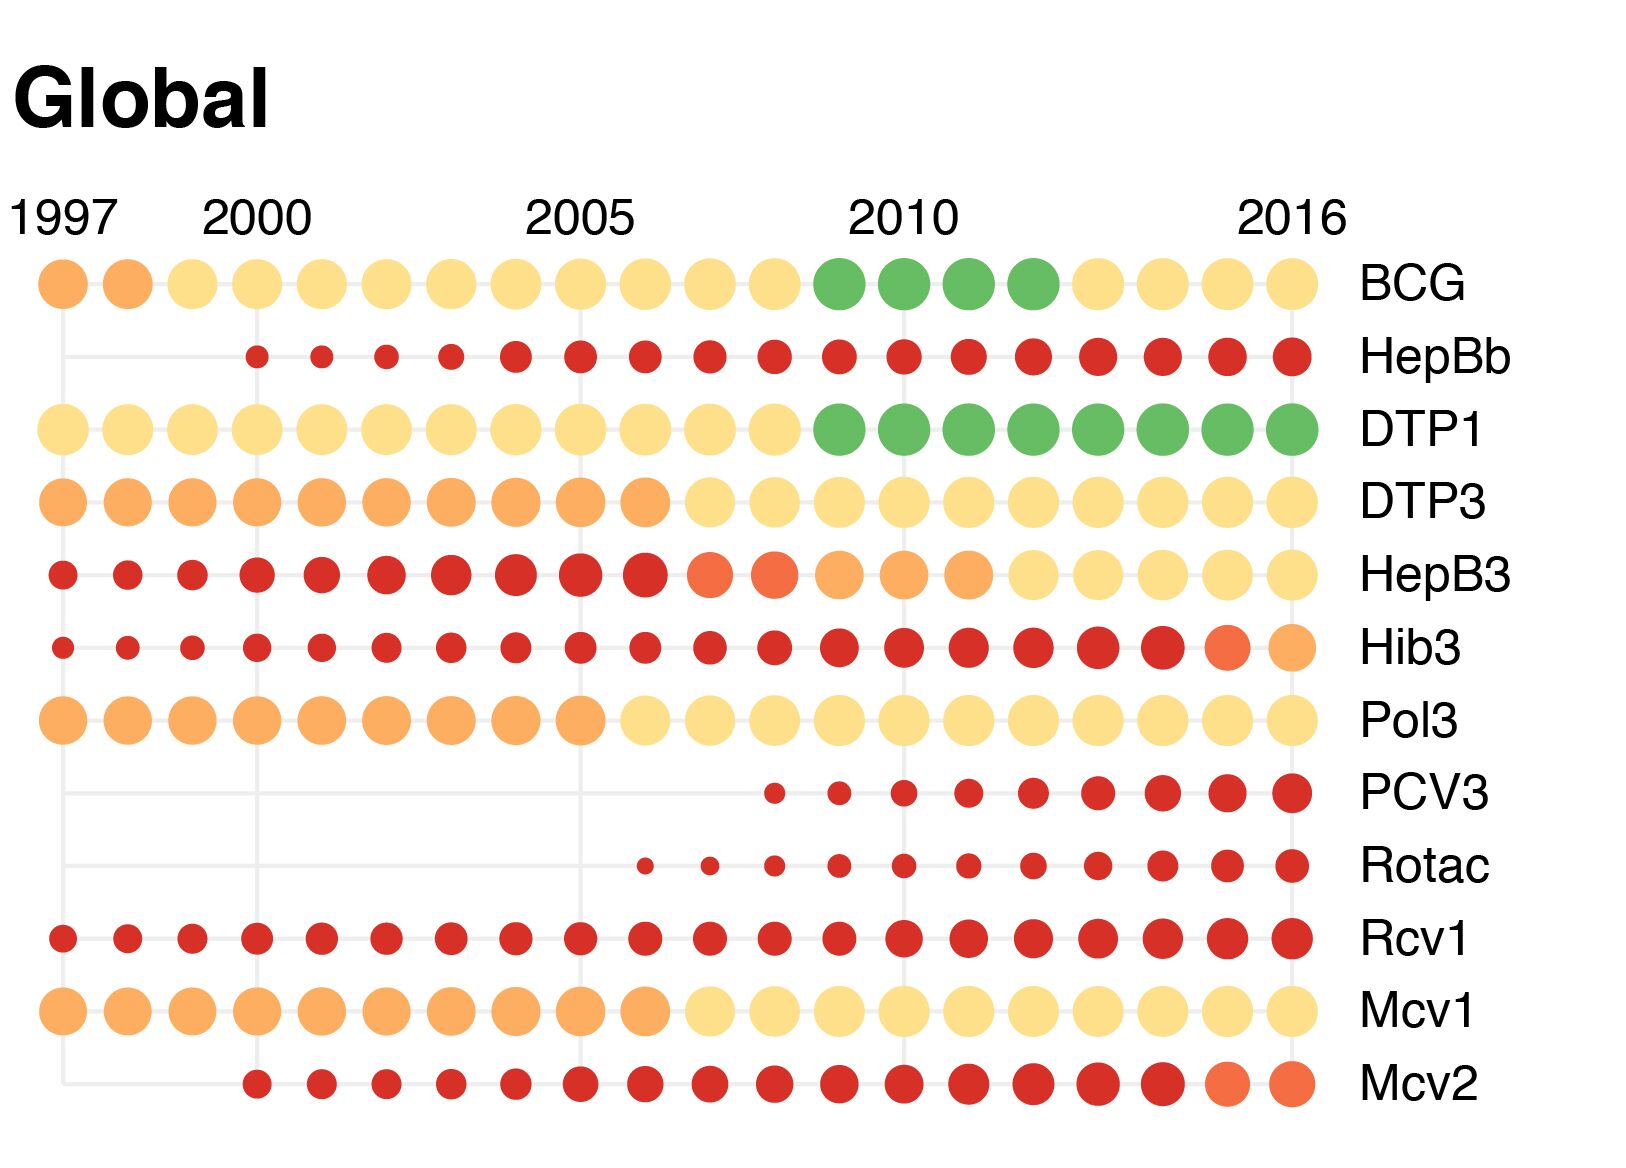 Global
1997 2000 2005 2010 2016
BCG
HepBb
DTP1
DTP3
HepB3
Hib3
Pol3
PCV3
Rotac
Rcv1
Mcv1
Mcv2